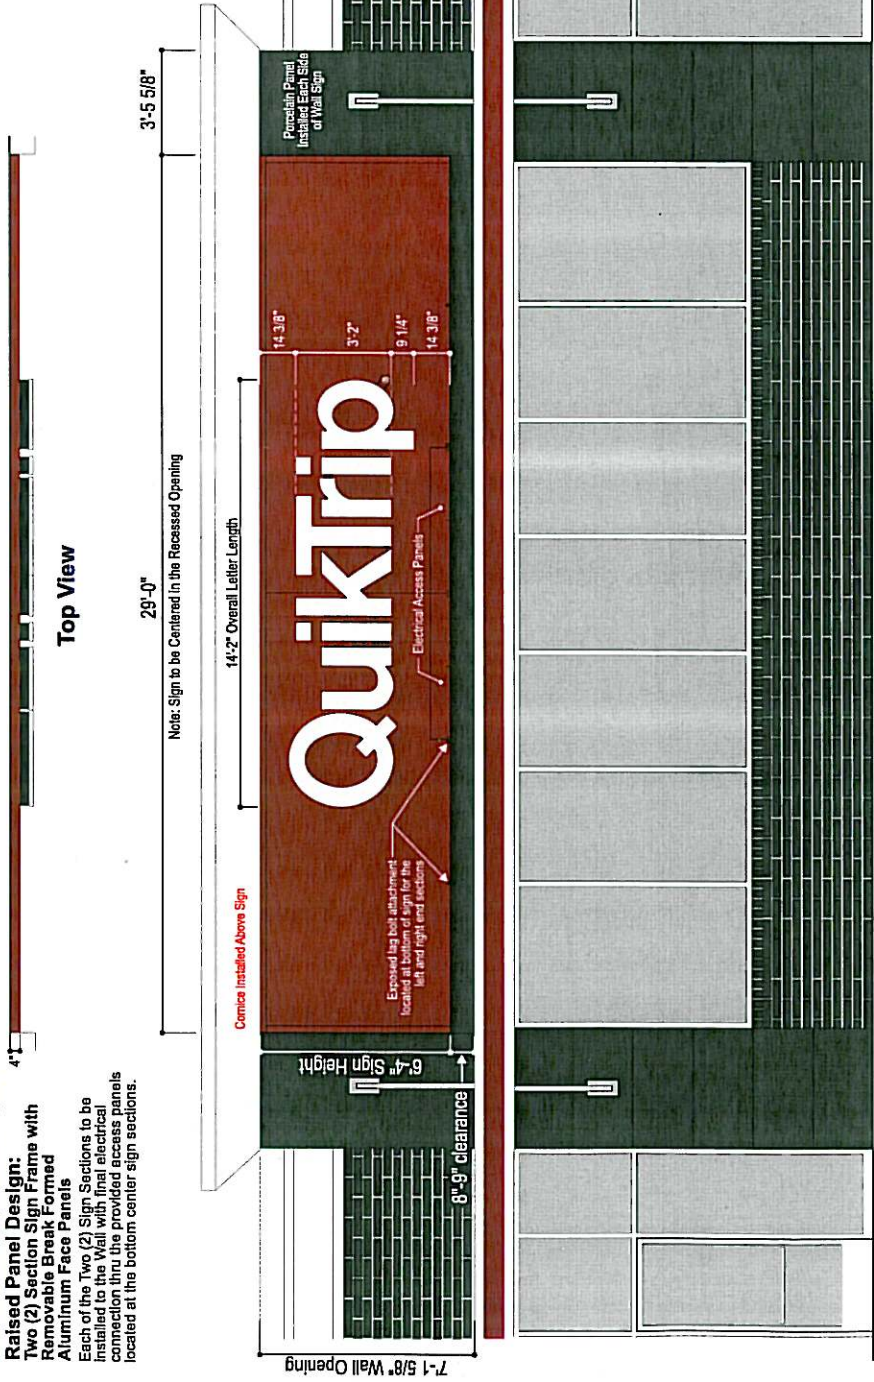 Raised Panel Design:
Two (2) Section Sign Frame with
Removable Break Formed
Aluminum Face Panels
Each of the Two (2) Sign Sections to be
installed to the Wall with final electrical
connection thru the provided access panels
located at the bottom center sign sections.
4"
Top View
29'-0"
3'-5 5/8"
Note: Sign to be Centered In the Recessed Opening
14'-2" Overall Letter Length
Cornice Installed Above Sign
Porcelain Panel
Installed Each Side
of Wall Sign
QuikTrip
14 3/8"
3'-2"
9 1/4"
14 3/8"
Electrical Access Panels
Exposed lag bolt attachment
located at bottom of sign for the
left and right end sections
6'-4" Sign Height
8"-9" clearance
7'-1 5/8" Wall Opening